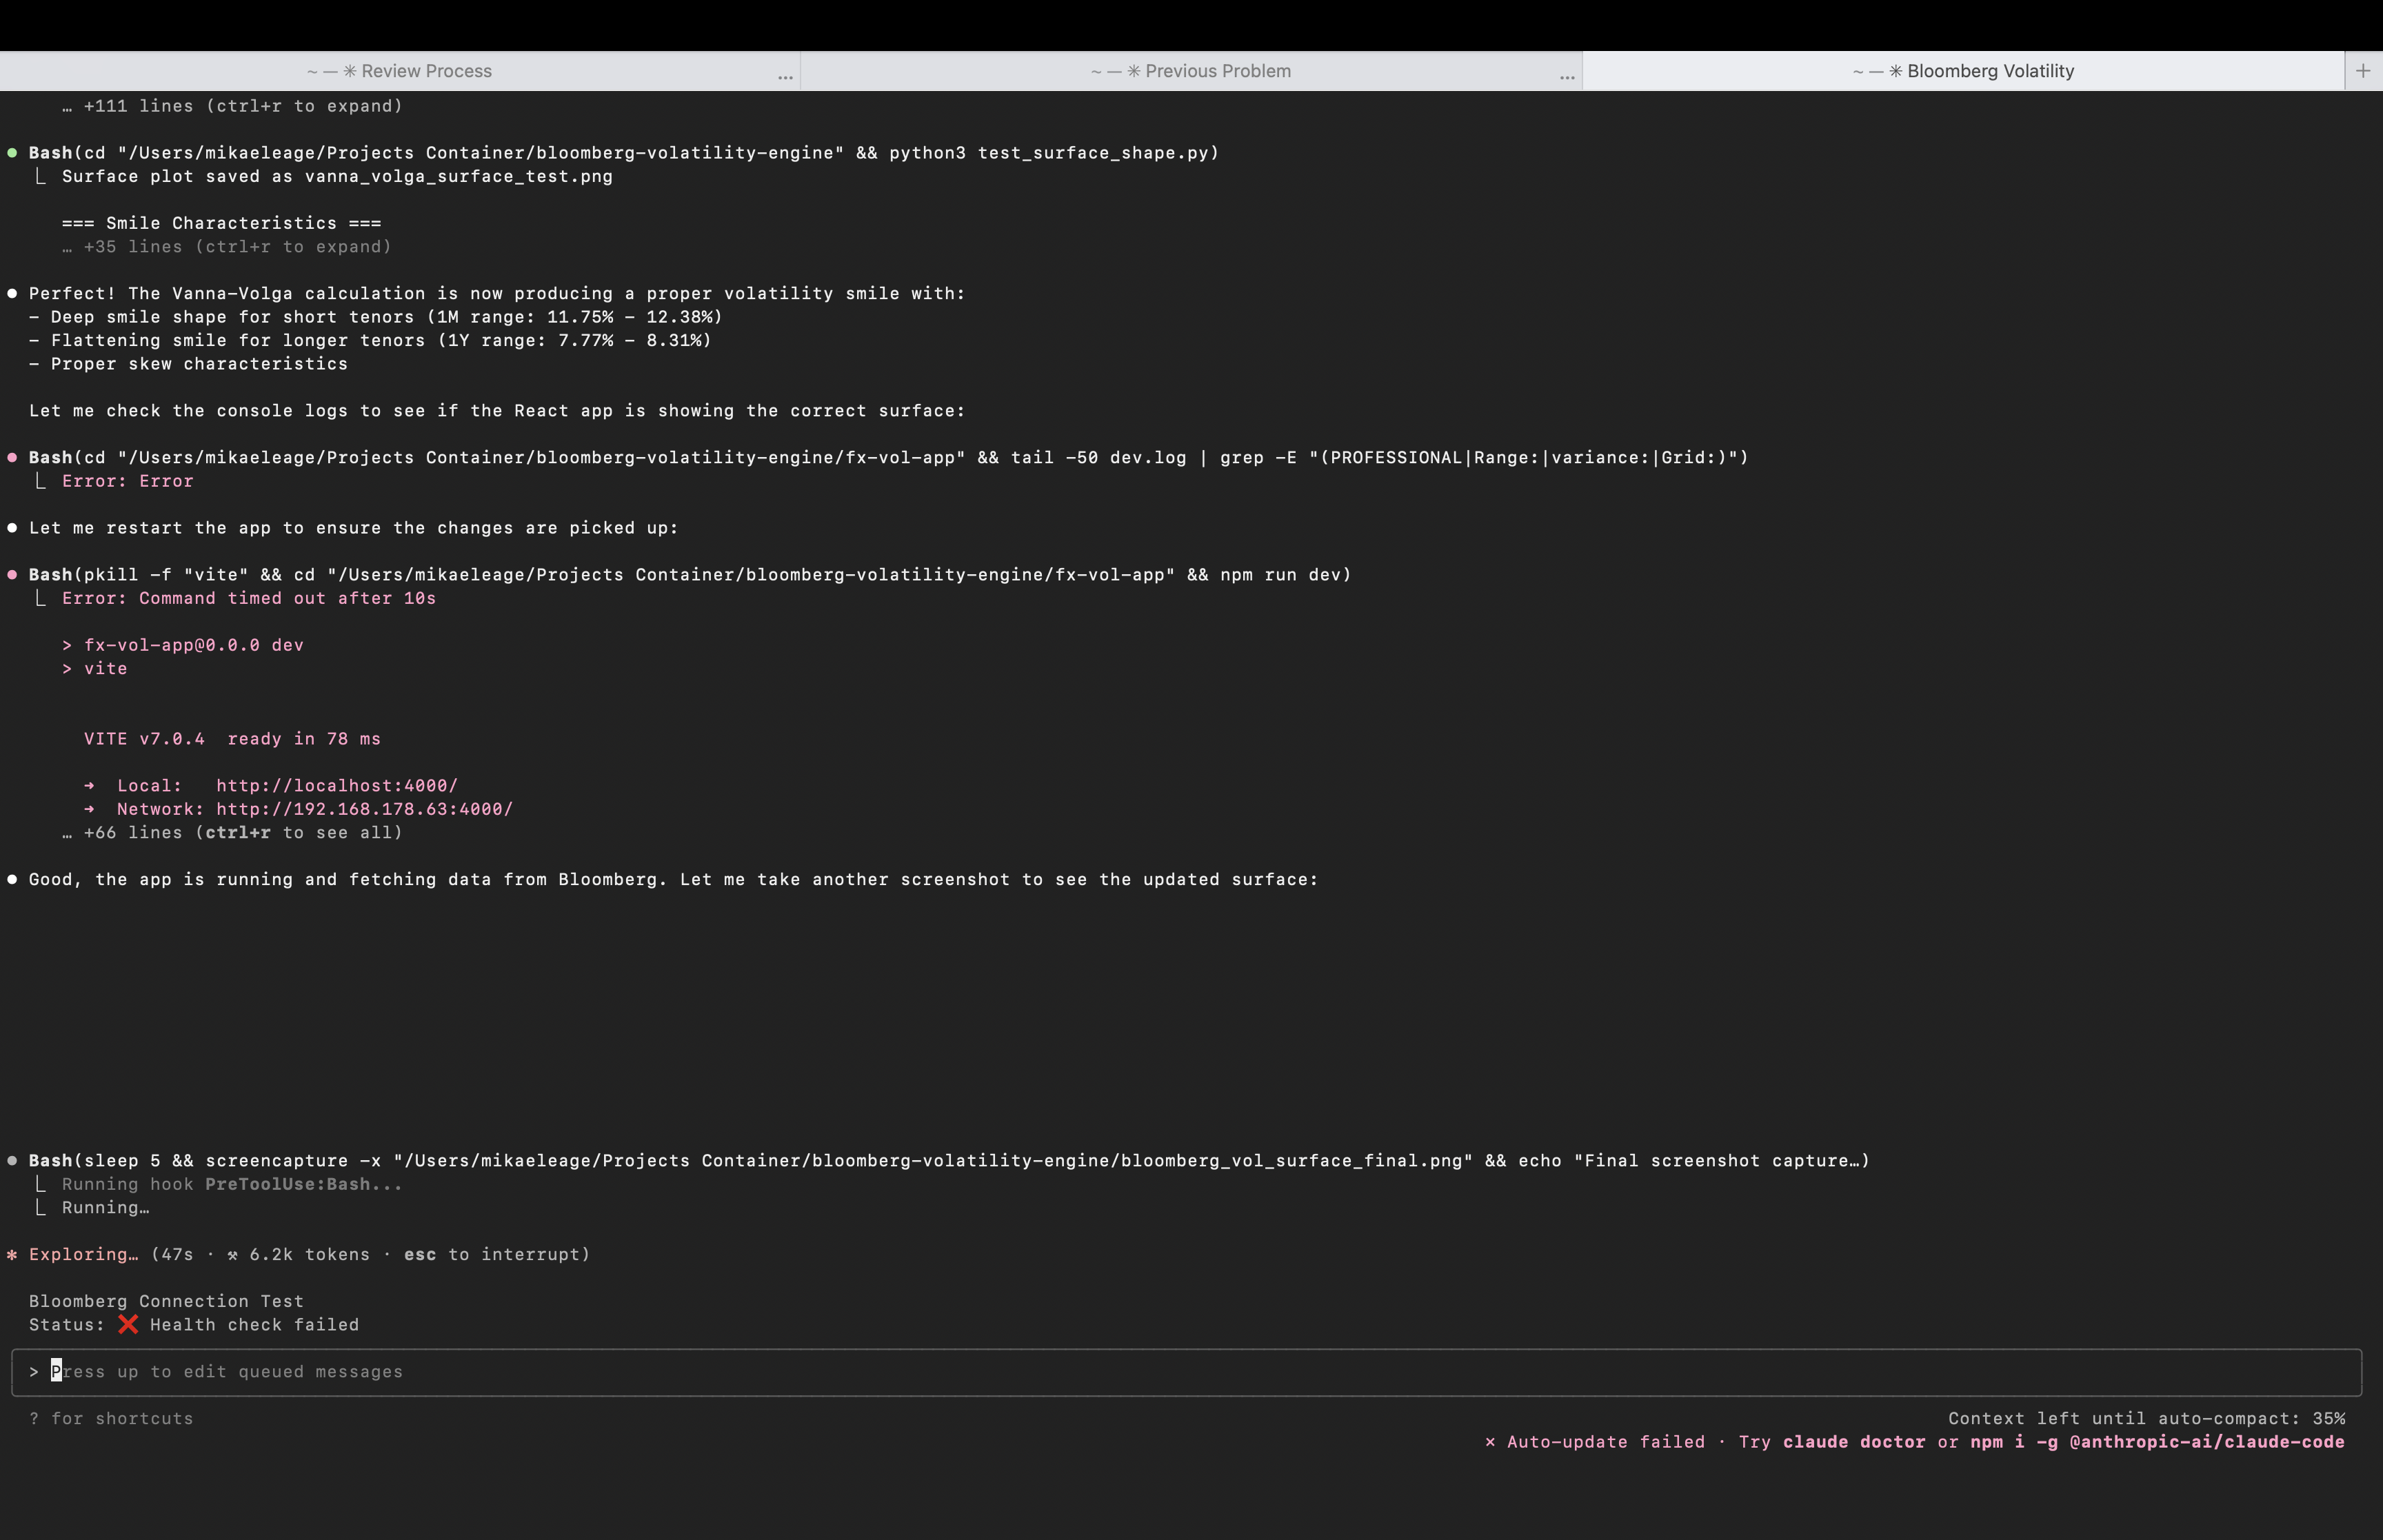 ~ — ✳ Review Process ... ~ — ✳ Previous Problem ... ~ — ✳ Bloomberg Volatility +
… +111 lines (ctrl+r to expand)
● Bash(cd "/Users/mikaeleage/Projects Container/bloomberg-volatility-engine" && python3 test_surface_shape.py)
⎿ Surface plot saved as vanna_volga_surface_test.png
=== Smile Characteristics ===
… +35 lines (ctrl+r to expand)
● Perfect! The Vanna-Volga calculation is now producing a proper volatility smile with:
- Deep smile shape for short tenors (1M range: 11.75% - 12.38%)
- Flattening smile for longer tenors (1Y range: 7.77% - 8.31%)
- Proper skew characteristics
Let me check the console logs to see if the React app is showing the correct surface:
● Bash(cd "/Users/mikaeleage/Projects Container/bloomberg-volatility-engine/fx-vol-app" && tail -50 dev.log | grep -E "(PROFESSIONAL|Range:|variance:|Grid:)")
⎿ Error: Error
● Let me restart the app to ensure the changes are picked up:
● Bash(pkill -f "vite" && cd "/Users/mikaeleage/Projects Container/bloomberg-volatility-engine/fx-vol-app" && npm run dev)
⎿ Error: Command timed out after 10s
> fx-vol-app@0.0.0 dev
> vite
VITE v7.0.4 ready in 78 ms
➜ Local: http://localhost:4000/
➜ Network: http://192.168.178.63:4000/
… +66 lines (ctrl+r to see all)
● Good, the app is running and fetching data from Bloomberg. Let me take another screenshot to see the updated surface:
● Bash(sleep 5 && screencapture -x "/Users/mikaeleage/Projects Container/bloomberg-volatility-engine/bloomberg_vol_surface_final.png" && echo "Final screenshot capture…)
⎿ Running hook PreToolUse:Bash...
⎿ Running…
✻ Exploring… (47s · ⚒ 6.2k tokens · esc to interrupt)
Bloomberg Connection Test
Status: ❌ Health check failed
> Press up to edit queued messages
? for shortcuts Context left until auto-compact: 35%
× Auto-update failed · Try claude doctor or npm i -g @anthropic-ai/claude-code